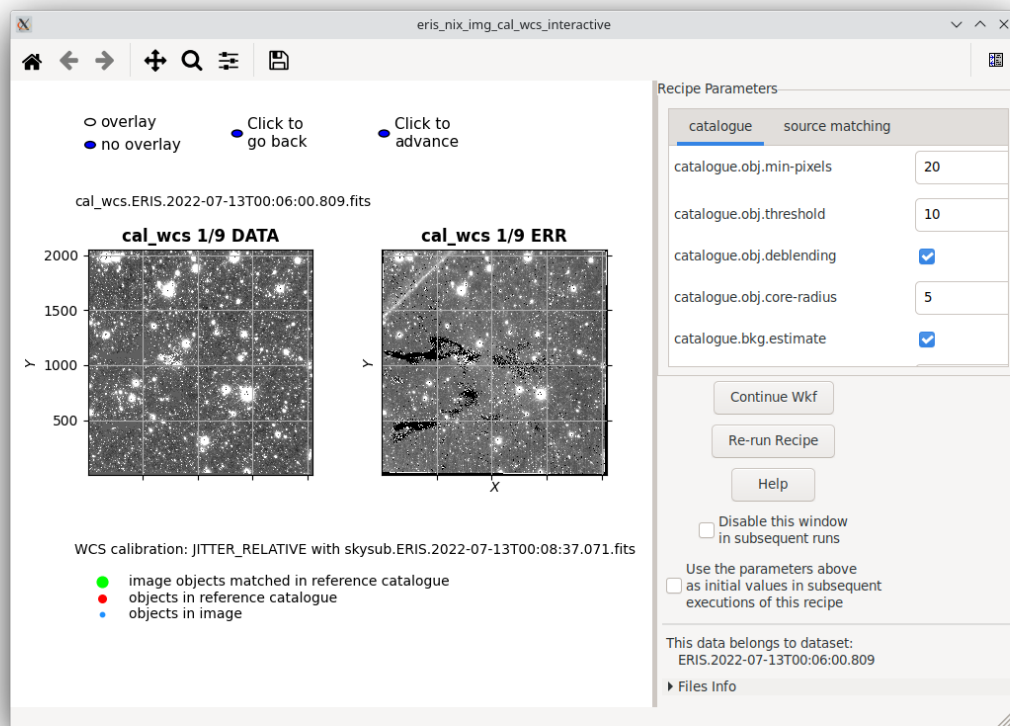 eris_nix_img_cal_wcs_interactive
overlay
no overlay
Click to
go back
Click to
advance
cal_wcs.ERIS.2022-07-13T00:06:00.809.fits
cal_wcs 1/9 DATA
2000
1500
1000
500
Y
cal_wcs 1/9 ERR
Y
X
WCS calibration: JITTER_RELATIVE with skysub.ERIS.2022-07-13T00:08:37.071.fits
image objects matched in reference catalogue
objects in reference catalogue
objects in image
Recipe Parameters
catalogue source matching
catalogue.obj.min-pixels 20
catalogue.obj.threshold 10
catalogue.obj.deblending
catalogue.obj.core-radius 5
catalogue.bkg.estimate
Continue Wkf
Re-run Recipe
Help
Disable this window
in subsequent runs
Use the parameters above
as initial values in subsequent
executions of this recipe
This data belongs to dataset:
ERIS.2022-07-13T00:06:00.809
Files Info